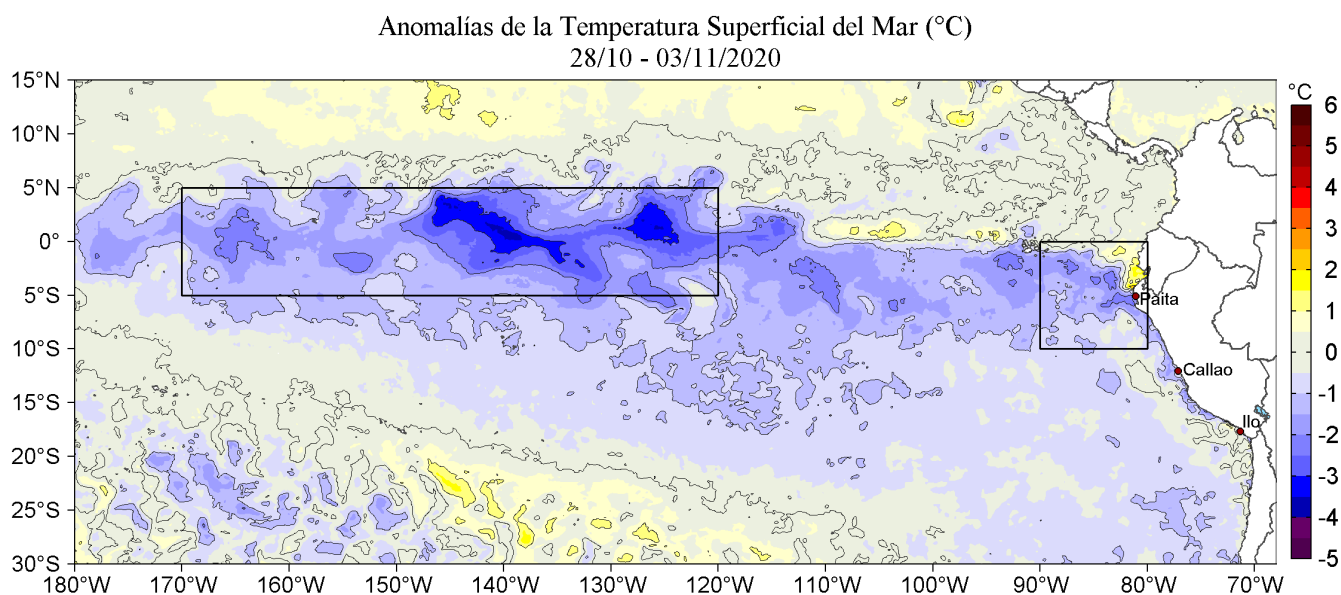 Anomalías de la Temperatura Superficial del Mar (°C)
28/10 - 03/11/2020
15°N
10°N
5°N
0°
5°S
10°S
15°S
20°S
25°S
30°S
180°W
170°W
160°W
150°W
140°W
130°W
120°W
110°W
100°W
90°W
80°W
70°W
Paita
Callao
Ilo
°C
6
5
4
3
2
1
0
-1
-2
-3
-4
-5